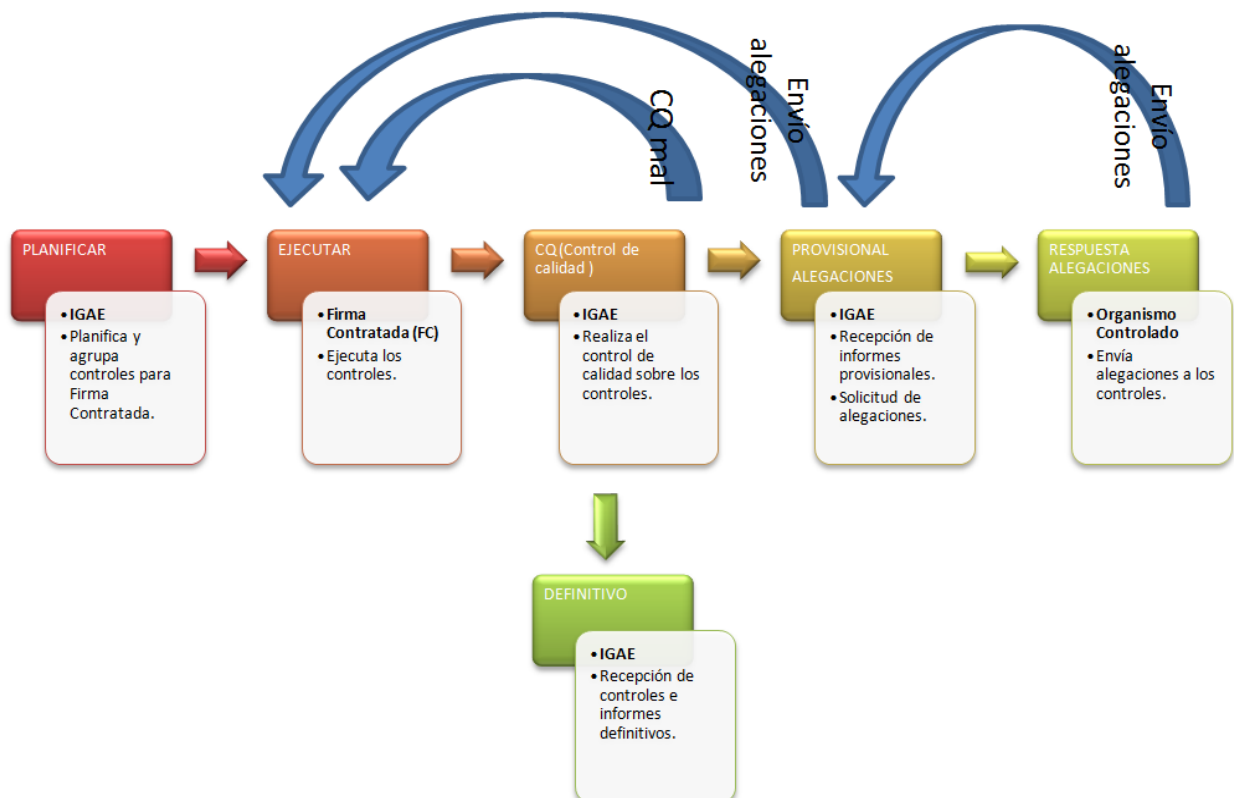 Envío
alegaciones
CQ mal
Envío
alegaciones
PLANIFICAR
• IGAE
• Planifica y
agrupa
controles para
Firma
Contratada.
EJECUTAR
• Firma
Contratada (FC)
• Ejecuta los
controles.
CQ(Control de
calidad )
• IGAE
• Realiza el
control de
calidad sobre los
controles.
PROVISIONAL
ALEGACIONES
• IGAE
• Recepción de
informes
provisionales.
• Solicitud de
alegaciones.
RESPUESTA
ALEGACIONES
• Organismo
Controlado
• Envía
alegaciones a los
controles.
DEFINITIVO
• IGAE
• Recepción de
controles e
informes
definitivos.